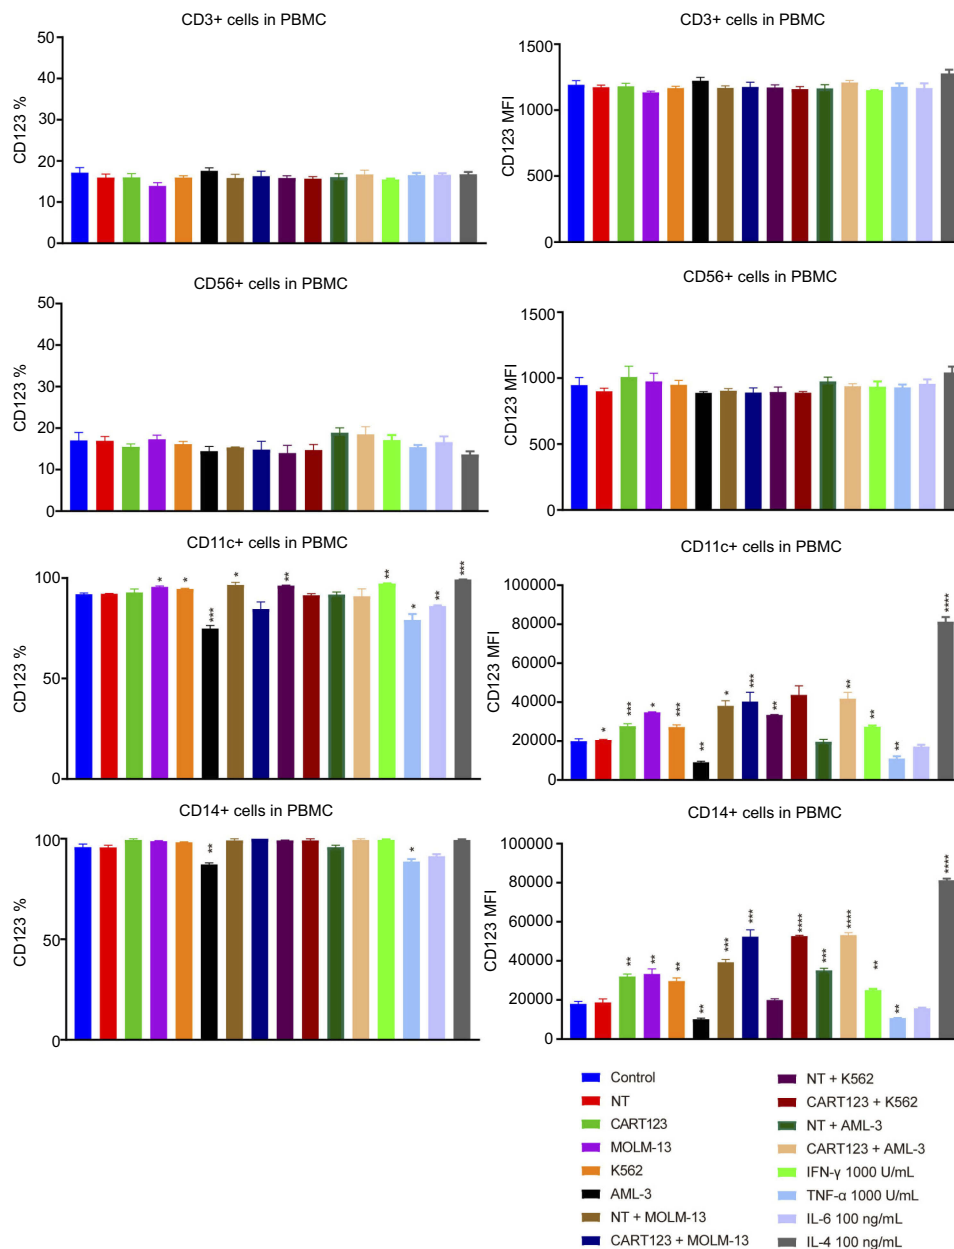 CD3+ cells in PBMC
CD123 %
50
40
30
20
10
0
CD3+ cells in PBMC
CD123 MFI
1500
1000
500
0
CD56+ cells in PBMC
CD123 %
50
40
30
20
10
0
CD56+ cells in PBMC
CD123 MFI
1500
1000
500
0
CD11c+ cells in PBMC
CD123 %
100
50
0
* * *** * ** ** * ** ***
CD11c+ cells in PBMC
CD123 MFI
100000
80000
60000
40000
20000
0
* *** * *** ** * *** ** ** ** ** ****
CD14+ cells in PBMC
CD123 %
100
50
0
** *
CD14+ cells in PBMC
CD123 MFI
80000
60000
40000
20000
0
** ** ** ** *** *** **** *** **** ** ** ****
Control
NT
CART123
MOLM-13
K562
AML-3
NT + MOLM-13
CART123 + MOLM-13
NT + K562
CART123 + K562
NT + AML-3
CART123 + AML-3
IFN-γ 1000 U/mL
TNF-α 1000 U/mL
IL-6 100 ng/mL
IL-4 100 ng/mL